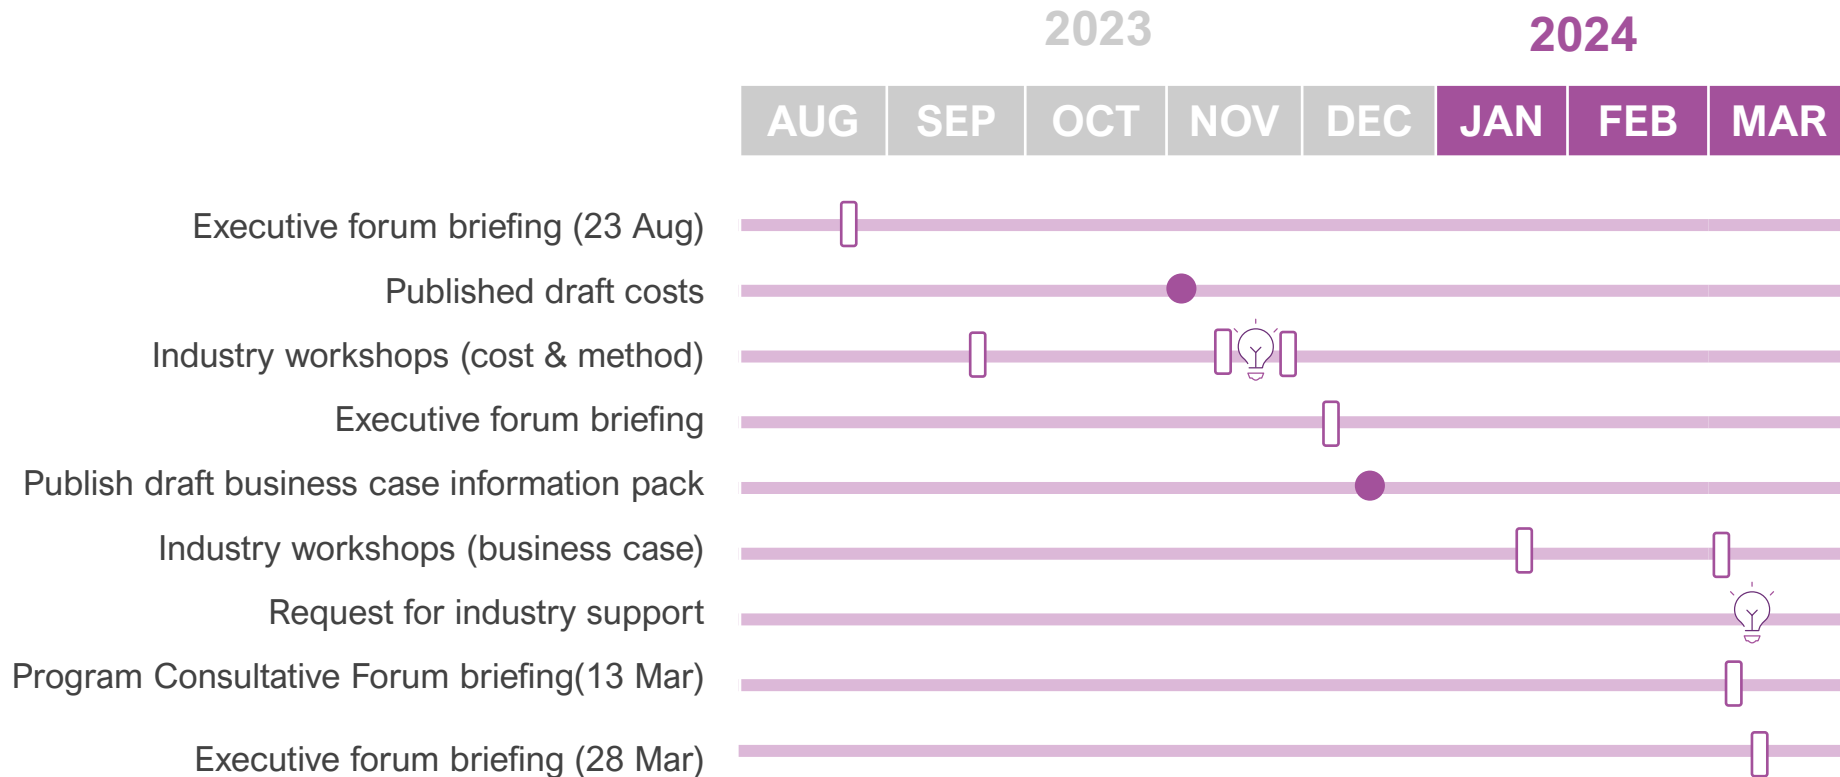 2023
2024
AUG SEP OCT NOV DEC JAN FEB MAR
Executive forum briefing (23 Aug)
Published draft costs
Industry workshops (cost & method)
Executive forum briefing
Publish draft business case information pack
Industry workshops (business case)
Request for industry support
Program Consultative Forum briefing(13 Mar)
Executive forum briefing (28 Mar)